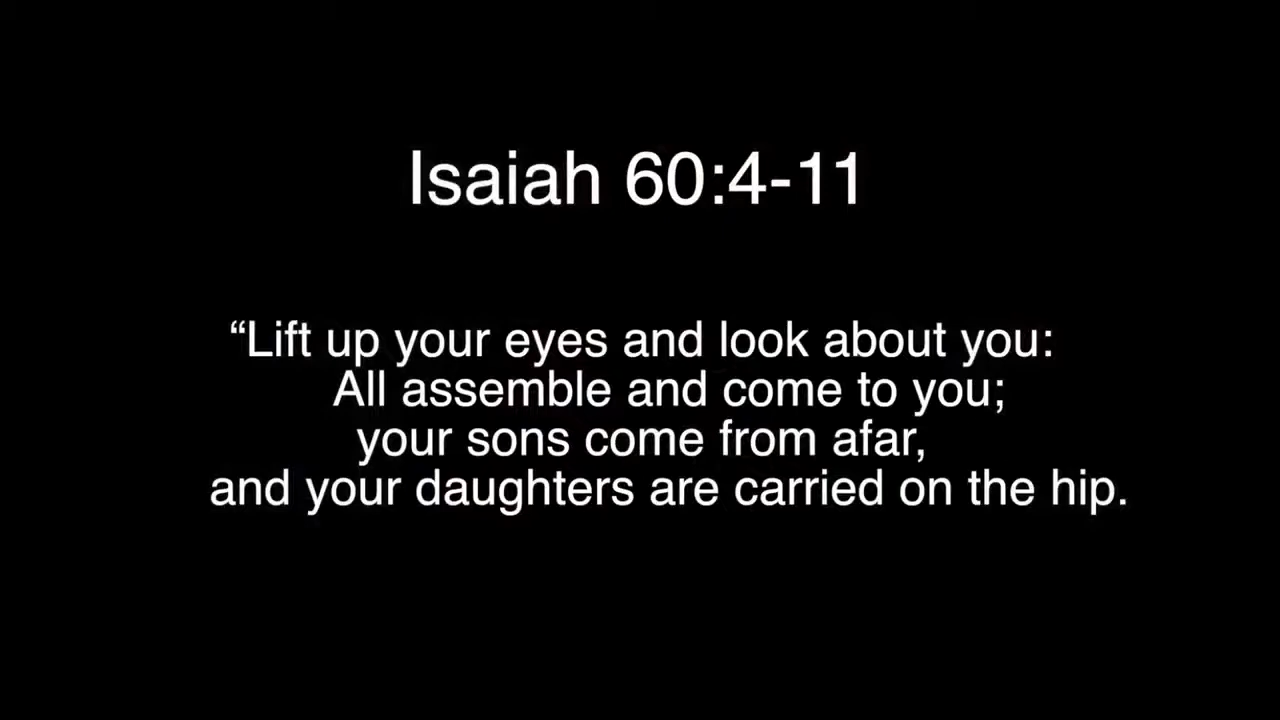 Isaiah 60:4-11
“Lift up your eyes and look about you:
All assemble and come to you;
your sons come from afar,
and your daughters are carried on the hip.